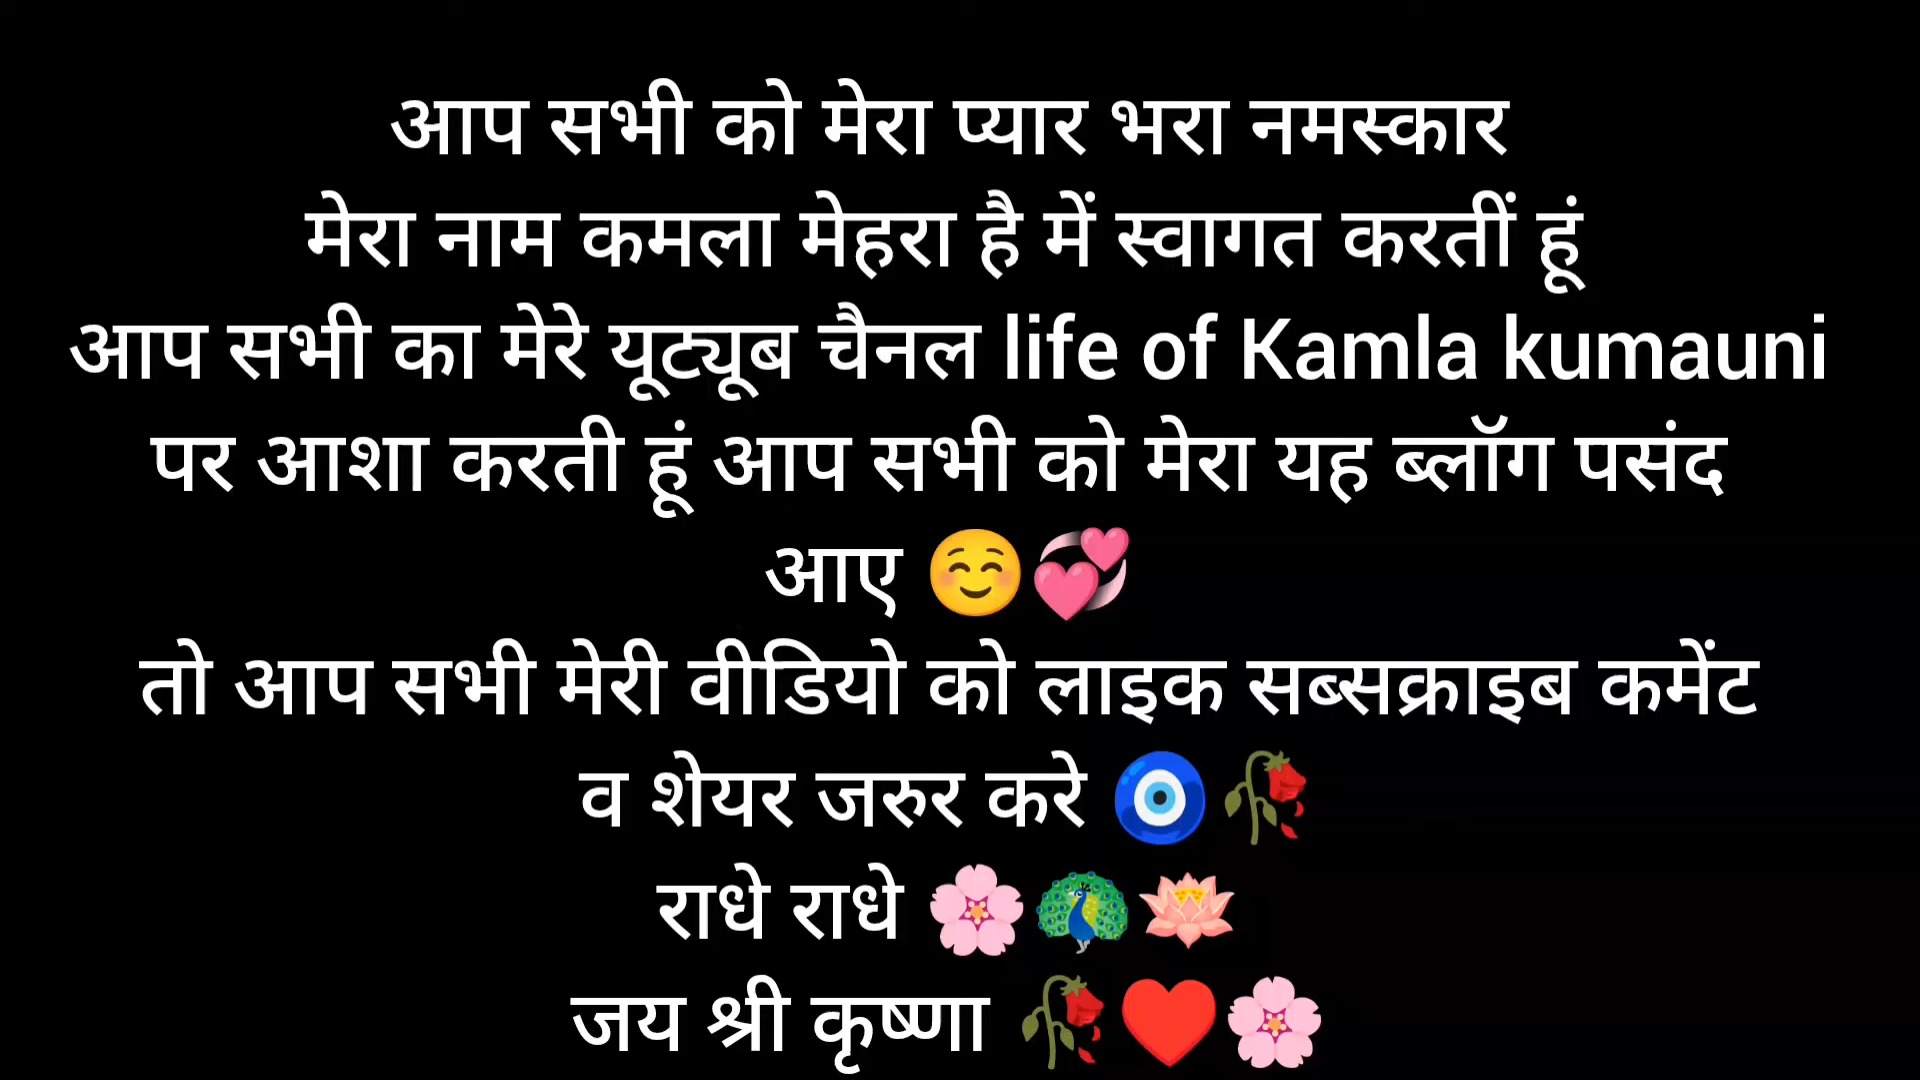 आप सभी को मेरा प्यार भरा नमस्कार
मेरा नाम कमला मेहरा है में स्वागत करतीं हूं
आप सभी का मेरे यूट्यूब चैनल life of Kamla kumauni
पर आशा करती हूं आप सभी को मेरा यह ब्लॉग पसंद
आए ☺️💞
तो आप सभी मेरी वीडियो को लाइक सब्सक्राइब कमेंट
व शेयर जरुर करे 🧿🥀
राधे राधे 🌸🦚🪷
जय श्री कृष्णा 🥀❤️🌸